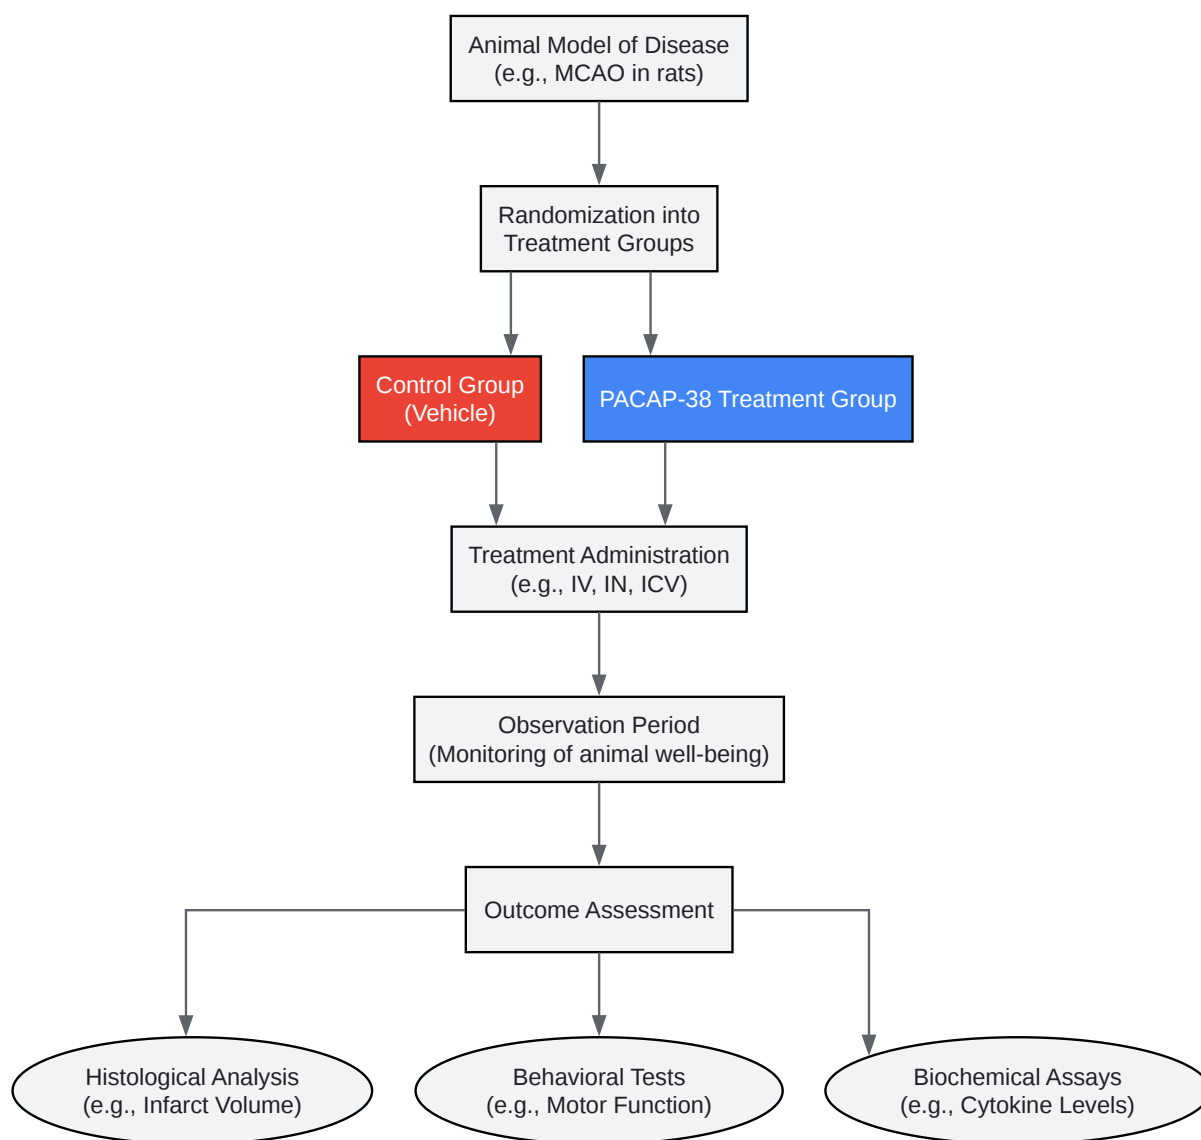 Animal Model of Disease
(e.g., MCAO in rats)
Randomization into
Treatment Groups
Control Group
(Vehicle)
PACAP-38 Treatment Group
Treatment Administration
(e.g., IV, IN, ICV)
Observation Period
(Monitoring of animal well-being)
Outcome Assessment
Histological Analysis
(e.g., Infarct Volume)
Behavioral Tests
(e.g., Motor Function)
Biochemical Assays
(e.g., Cytokine Levels)